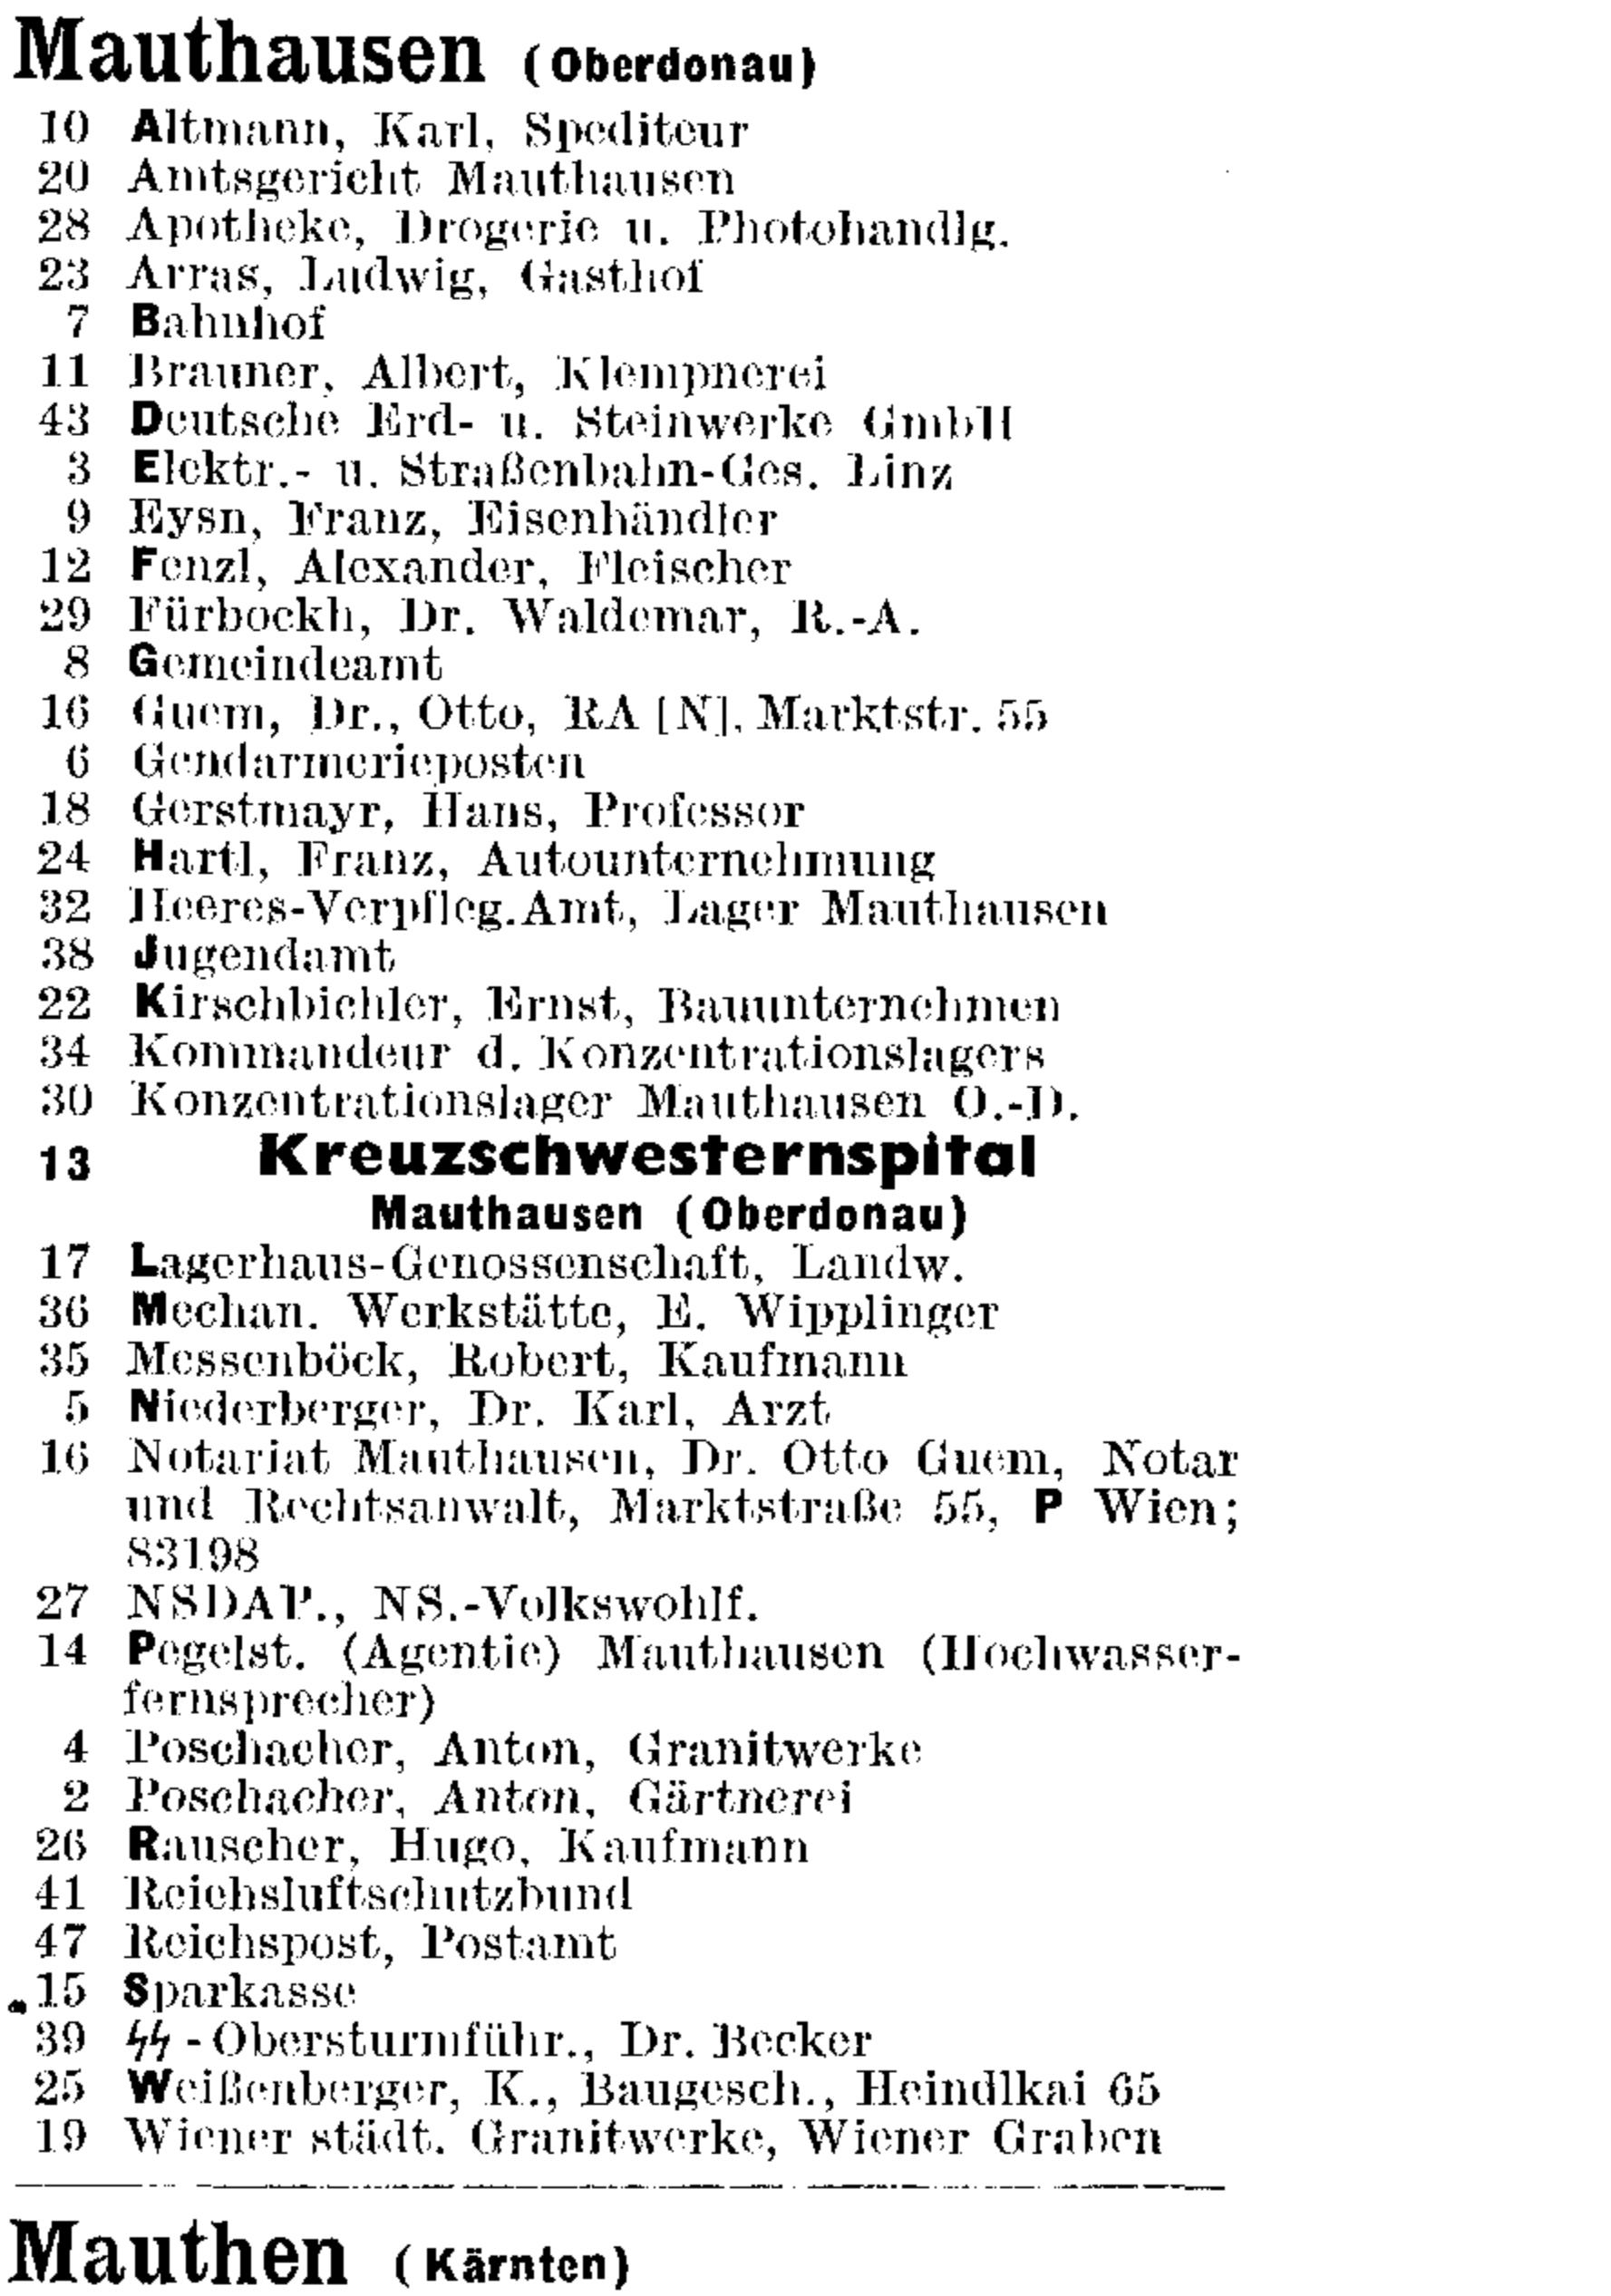 Mauthausen (Oberdonau)
10 Altmann, Karl, Spediteur
20 Amtsgericht Mauthausen
28 Apotheke, Drogerie u. Photohandlg.
23 Arras, Ludwig, Gasthof
7 Bahnhof
11 Brauner, Albert, Klempnerei
43 Deutsche Erd- u. Steinwerke GmbH
3 Elektr.- u. Straßenbahn-Ges. Linz
9 Eysn, Franz, Eisenhändler
12 Fenzl, Alexander, Fleischer
29 Fürböckh, Dr. Waldemar, R.-A.
8 Gemeindeamt
16 Guem, Dr., Otto, RA [N], Marktstr. 55
6 Gendarmerieposten
18 Gerstmayr, Hans, Professor
24 Hartl, Franz, Autounternehmung
32 Heeres-Verpfleg.Amt, Lager Mauthausen
38 Jugendamt
22 Kirschbichler, Ernst, Bauunternehmen
34 Kommandeur d. Konzentrationslagers
30 Konzentrationslager Mauthausen O.-D.
13 Kreuzschwesternspital
Mauthausen (Oberdonau)
17 Lagerhaus-Genossenschaft, Landw.
36 Mechan. Werkstätte, E. Wipplinger
35 Messenböck, Robert, Kaufmann
5 Niederberger, Dr. Karl, Arzt
16 Notariat Mauthausen, Dr. Otto Guem, Notar
und Rechtsanwalt, Marktstraße 55, P Wien;
83198
27 NSDAP., NS.-Volkswohlf.
14 Pegelst. (Agentie) Mauthausen (Hochwasser-
fernsprecher)
4 Poschacher, Anton, Granitwerke
2 Poschacher, Anton, Gärtnerei
26 Rauscher, Hugo, Kaufmann
41 Reichsluftschutzbund
47 Reichspost, Postamt
15 Sparkasse
39 ᛋᛋ-Obersturmführ., Dr. Becker
25 Weißenberger, K., Baugesch., Heindlkai 65
19 Wiener städt. Granitwerke, Wiener Graben
Mauthen (Kärnten)